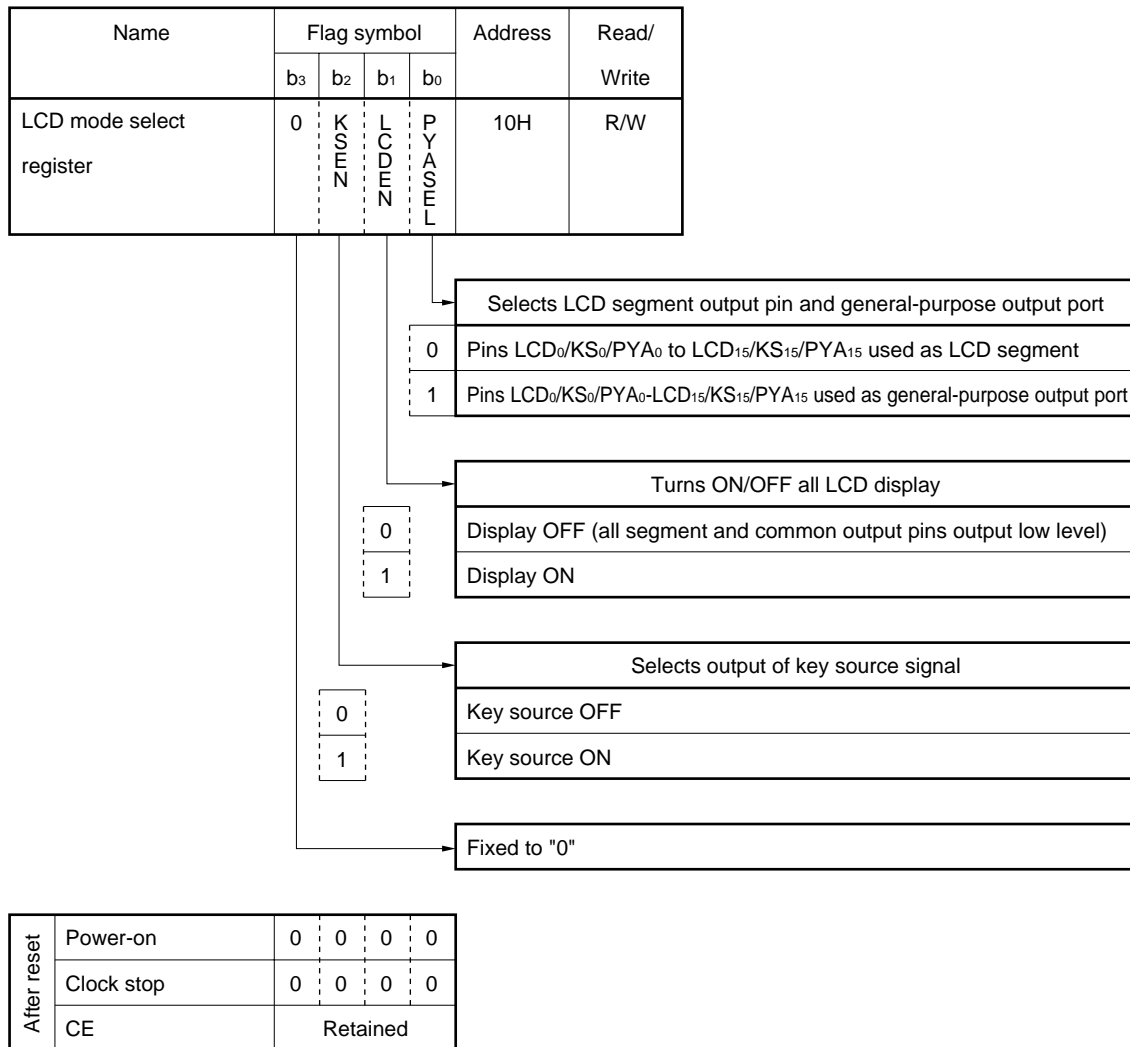 Name Flag symbol Address Read/
b3 b2 b1 b0 Write
LCD mode select 0 KSEN LCDEN PYASEL 10H R/W
register
Selects LCD segment output pin and general-purpose output port
0 Pins LCD0/KS0/PYA0 to LCD15/KS15/PYA15 used as LCD segment
1 Pins LCD0/KS0/PYA0-LCD15/KS15/PYA15 used as general-purpose output port
Turns ON/OFF all LCD display
0 Display OFF (all segment and common output pins output low level)
1 Display ON
Selects output of key source signal
0 Key source OFF
1 Key source ON
Fixed to "0"
After reset
Power-on 0 0 0 0
Clock stop 0 0 0 0
CE Retained